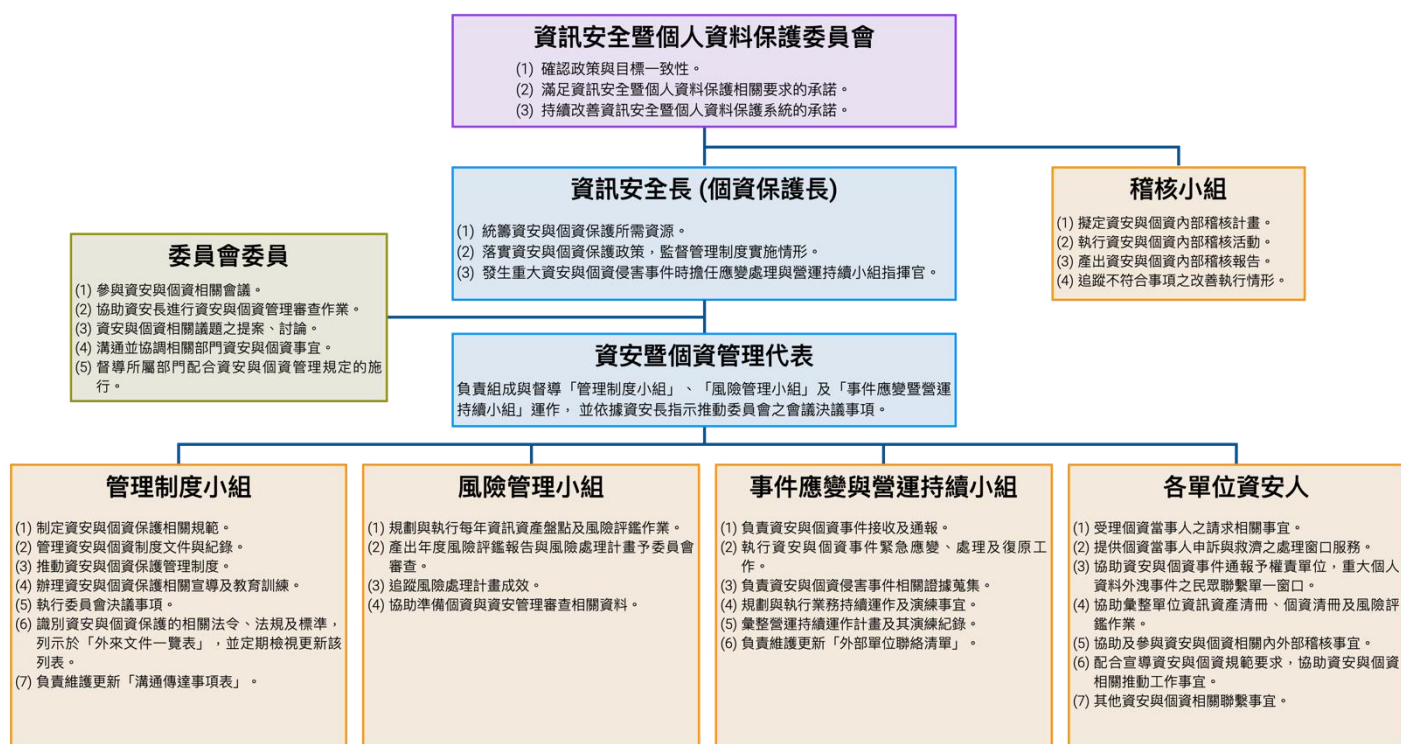 資訊安全暨個人資料保護委員會
(1) 確認政策與目標一致性。
(2) 滿足資訊安全暨個人資料保護相關要求的承諾。
(3) 持續改善資訊安全暨個人資料保護系統的承諾。
資訊安全長 (個資保護長)
(1) 統籌資安與個資保護所需資源。
(2) 落實資安與個資保護政策，監督管理制度實施情形。
(3) 發生重大資安與個資侵害事件時擔任應變處理與營運持續小組指揮官。
稽核小組
(1) 擬定資安與個資內部稽核計畫。
(2) 執行資安與個資內部稽核活動。
(3) 產出資安與個資內部稽核報告。
(4) 追蹤不符合事項之改善執行情形。
委員會委員
(1) 參與資安與個資相關會議。
(2) 協助資安長進行資安與個資管理審查作業。
(3) 資安與個資相關議題之提案、討論。
(4) 溝通並協調相關部門資安與個資事宜。
(5) 督導所屬部門配合資安與個資管理規定的施
行。
資安暨個資管理代表
負責組成與督導「管理制度小組」、「風險管理小組」及「事件應變暨營運
持續小組」運作， 並依據資安長指示推動委員會之會議決議事項。
管理制度小組
(1) 制定資安與個資保護相關規範。
(2) 管理資安與個資制度文件與紀錄。
(3) 推動資安與個資保護管理制度。
(4) 辦理資安與個資保護相關宣導及教育訓練。
(5) 執行委員會決議事項。
(6) 識別資安與個資保護的相關法令、法規及標準，
列示於「外來文件一覽表」，並定期檢視更新該
列表。
(7) 負責維護更新「溝通傳達事項表」。
風險管理小組
(1) 規劃與執行每年資訊資產盤點及風險評鑑作業。
(2) 產出年度風險評鑑報告與風險處理計畫予委員會
審查。
(3) 追蹤風險處理計畫成效。
(4) 協助準備個資與資安管理審查相關資料。
事件應變與營運持續小組
(1) 負責資安與個資事件接收及通報。
(2) 執行資安與個資事件緊急應變、處理及復原工
作。
(3) 負責資安與個資侵害事件相關證據蒐集。
(4) 規劃與執行業務持續運作及演練事宜。
(5) 彙整營運持續運作計畫及其演練紀錄。
(6) 負責維護更新「外部單位聯絡清單」。
各單位資安人
(1) 受理個資當事人之請求相關事宜。
(2) 提供個資當事人申訴與救濟之處理窗口服務。
(3) 協助資安與個資事件通報予權責單位，重大個人
資料外洩事件之民眾聯繫單一窗口。
(4) 協助彙整單位資訊資產清冊、個資清冊及風險評
鑑作業。
(5) 協助及參與資安與個資相關內外部稽核事宜。
(6) 配合宣導資安與個資規範要求，協助資安與個資
相關推動工作事宜。
(7) 其他資安與個資相關聯繫事宜。